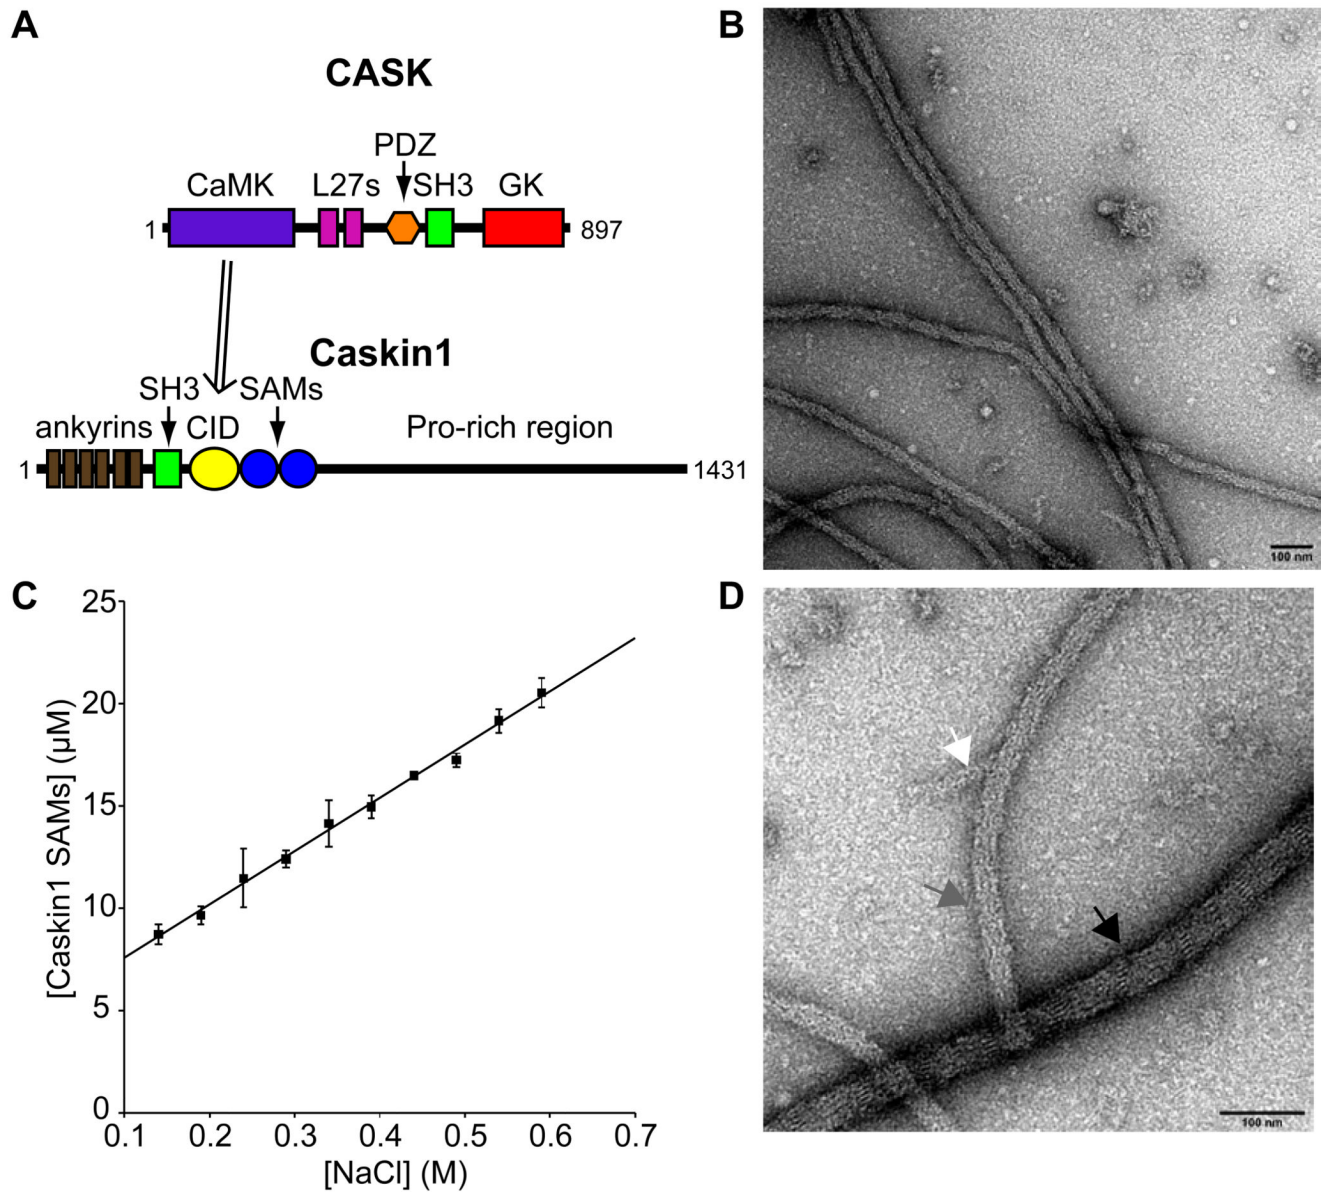 A
CASK
PDZ
CaMK L27s SH3 GK
1 897
Caskin1
SH3 SAMs
ankyrins CID Pro-rich region
1 1431
B
100 nm
C
[Caskin1 SAMs] (µM)
25
20
15
10
5
0
0.1 0.2 0.3 0.4 0.5 0.6 0.7
[NaCl] (M)
D
100 nm